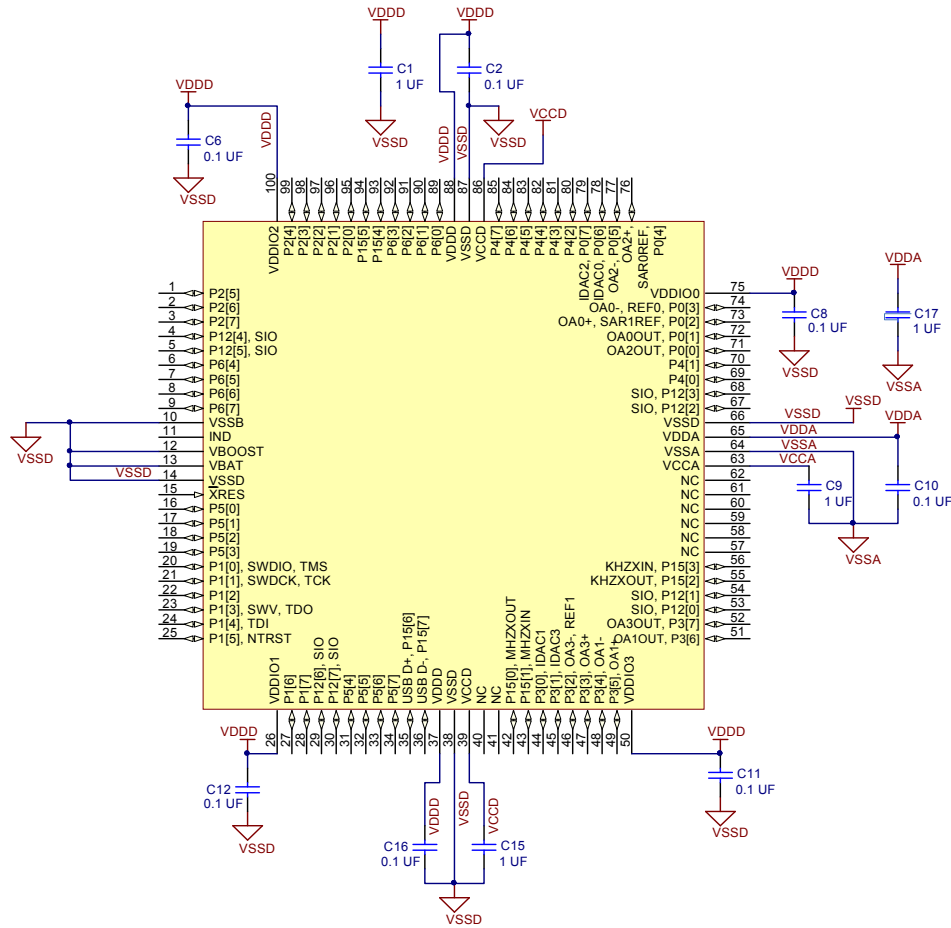 VDDD
C1
1 UF
VSSD
VDDD
C2
0.1 UF
VSSD
VDDD
VSSD
VCCD
VDDD
C6
0.1 UF
VSSD
VDDD
100 VDDIO2
99 P2[4]
98 P2[3]
97 P2[2]
96 P2[1]
95 P2[0]
94 P15[5]
93 P15[4]
92 P6[3]
91 P6[2]
90 P6[1]
89 P6[0]
88 VDDD
87 VSSD
86 VCCD
85 P4[7]
84 P4[6]
83 P4[5]
82 P4[4]
81 P4[3]
80 P4[2]
79 IDAC2, P0[7]
78 IDAC0, P0[6]
77 OA2-, P0[5]
76 OA2+, SAR0REF, P0[4]
1 P2[5]
2 P2[6]
3 P2[7]
4 P12[4], SIO
5 P12[5], SIO
6 P6[4]
7 P6[5]
8 P6[6]
9 P6[7]
10 VSSB
11 IND
12 VBOOST
13 VBAT
14 VSSD
15 XRES
16 P5[0]
17 P5[1]
18 P5[2]
19 P5[3]
20 P1[0], SWDIO, TMS
21 P1[1], SWDCK, TCK
22 P1[2]
23 P1[3], SWV, TDO
24 P1[4], TDI
25 P1[5], NTRST
VSSD
VSSD
VDDIO0 75
OA0-, REF0, P0[3] 74
OA0+, SAR1REF, P0[2] 73
OA0OUT, P0[1] 72
OA2OUT, P0[0] 71
P4[1] 70
P4[0] 69
SIO, P12[3] 68
SIO, P12[2] 67
VSSD 66
VDDA 65
VSSA 64
VCCA 63
NC 62
NC 61
NC 60
NC 59
NC 58
NC 57
KHZXIN, P15[3] 56
KHZXOUT, P15[2] 55
SIO, P12[1] 54
SIO, P12[0] 53
OA3OUT, P3[7] 52
OA1OUT, P3[6] 51
VDDD
C8
0.1 UF
VSSD
VDDA
C17
1 UF
VSSA
VSSD
VSSD
VDDA
VDDA
VSSA
VCCA
C9
1 UF
C10
0.1 UF
VSSA
26 VDDIO1
27 P1[6]
28 P1[7]
29 P12[6], SIO
30 P12[7], SIO
31 P5[4]
32 P5[5]
33 P5[6]
34 P5[7]
35 USB D+, P15[6]
36 USB D-, P15[7]
37 VDDD
38 VSSD
39 VCCD
40 NC
41 NC
42 P15[0], MHZXOUT
43 P15[1], MHZXIN
44 P3[0], IDAC1
45 P3[1], IDAC3
46 P3[2], OA3-, REF1
47 P3[3], OA3+
48 P3[4], OA1-
49 P3[5], OA1+
50 VDDIO3
VDDD
C12
0.1 UF
VSSD
VDDD
VSSD
VCCD
C16
0.1 UF
C15
1 UF
VSSD
VDDD
C11
0.1 UF
VSSD